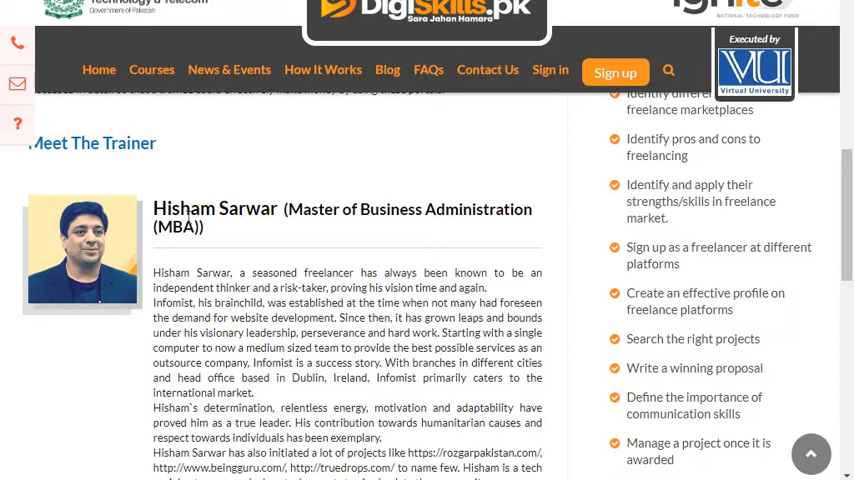 Technology & Telecom
Government of Pakistan
DigiSkills.pk
Sara Jahan Hamara
ignite
NATIONAL TECHNOLOGY FUND
Executed by
VU
Virtual University
Home Courses News & Events How It Works Blog FAQs Contact Us Sign in Sign up
Meet The Trainer
Hisham Sarwar (Master of Business Administration
(MBA))
Hisham Sarwar, a seasoned freelancer has always been known to be an
independent thinker and a risk-taker, proving his vision time and again.
Infomist, his brainchild, was established at the time when not many had foreseen
the demand for website development. Since then, it has grown leaps and bounds
under his visionary leadership, perseverance and hard work. Starting with a single
computer to now a medium sized team to provide the best possible services as an
outsource company, Infomist is a success story. With branches in different cities
and head office based in Dublin, Ireland, Infomist primarily caters to the
international market.
Hisham`s determination, relentless energy, motivation and adaptability have
proved him as a true leader. His contribution towards humanitarian causes and
respect towards individuals has been exemplary.
Hisham Sarwar has also initiated a lot of projects like https://rozgarpakistan.com/,
http://www.beingguru.com/, http://truedrops.com/ to name few. Hisham is a tech
Identify different
freelance marketplaces
Identify pros and cons to
freelancing
Identify and apply their
strengths/skills in freelance
market.
Sign up as a freelancer at different
platforms
Create an effective profile on
freelance platforms
Search the right projects
Write a winning proposal
Define the importance of
communication skills
Manage a project once it is
awarded